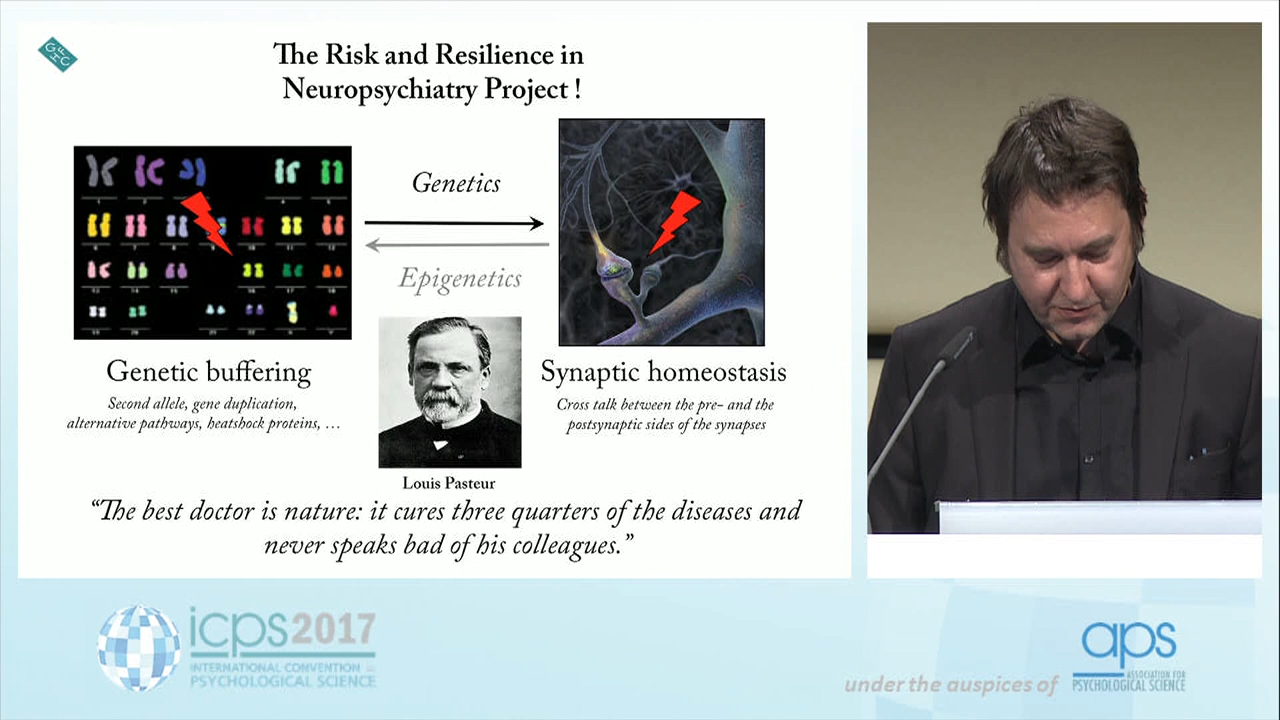 The Risk and Resilience in
Neuropsychiatry Project !
Genetics
Epigenetics
Genetic buffering
Second allele, gene duplication,
alternative pathways, heatshock proteins, …
Synaptic homeostasis
Cross talk between the pre- and the
postsynaptic sides of the synapses
Louis Pasteur
“The best doctor is nature: it cures three quarters of the diseases and
never speaks bad of his colleagues.”
icps2017
INTERNATIONAL CONVENTION
PSYCHOLOGICAL SCIENCE
under the auspices of
aps
ASSOCIATION FOR
PSYCHOLOGICAL SCIENCE